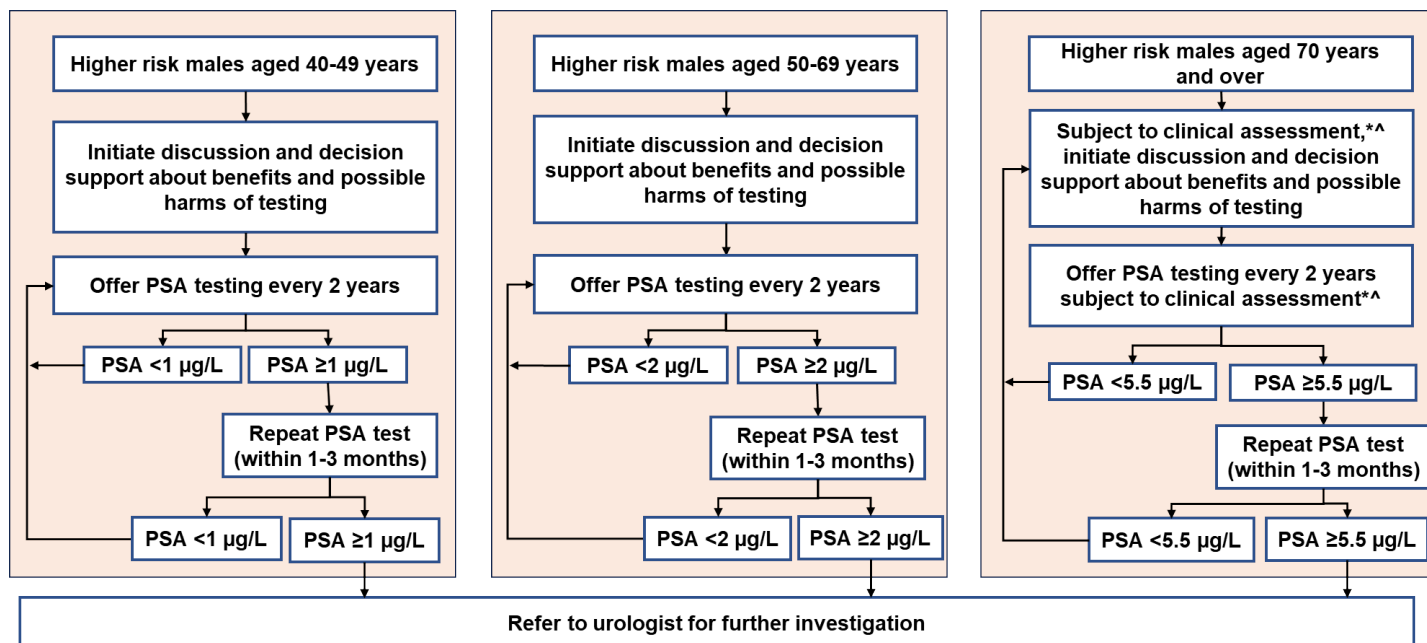 Higher risk males aged 40-49 years
Initiate discussion and decision
support about benefits and possible
harms of testing
Offer PSA testing every 2 years
PSA <1 µg/L
PSA ≥1 µg/L
Repeat PSA test
(within 1-3 months)
PSA <1 µg/L
PSA ≥1 µg/L
Higher risk males aged 50-69 years
Initiate discussion and decision
support about benefits and possible
harms of testing
Offer PSA testing every 2 years
PSA <2 µg/L
PSA ≥2 µg/L
Repeat PSA test
(within 1-3 months)
PSA <2 µg/L
PSA ≥2 µg/L
Higher risk males aged 70 years
and over
Subject to clinical assessment,*^
initiate discussion and decision
support about benefits and possible
harms of testing
Offer PSA testing every 2 years
subject to clinical assessment*^
PSA <5.5 µg/L
PSA ≥5.5 µg/L
Repeat PSA test
(within 1-3 months)
PSA <5.5 µg/L
PSA ≥5.5 µg/L
Refer to urologist for further investigation